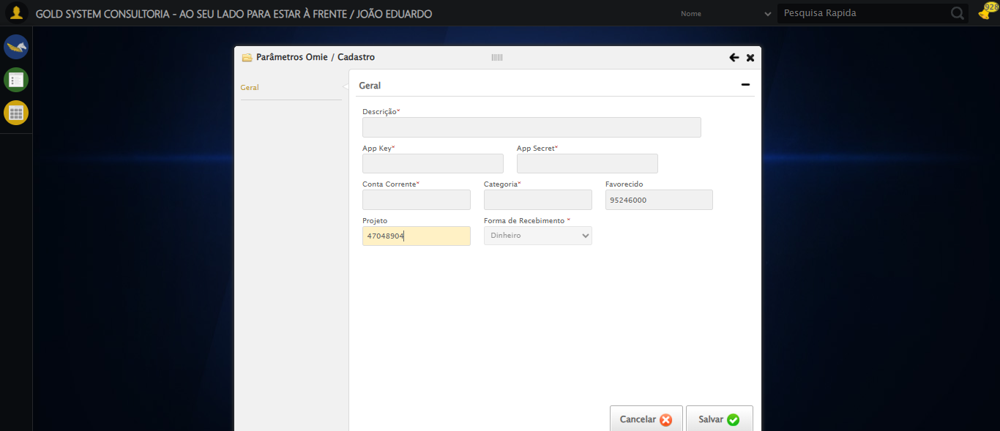 GOLD SYSTEM CONSULTORIA - AO SEU LADO PARA ESTAR À FRENTE / JOÃO EDUARDO
Nome
Pesquisa Rapida
928
Parâmetros Omie / Cadastro
Geral
Geral
Descrição*
App Key* App Secret*
Conta Corrente* Categoria* Favorecido
95246000
Projeto Forma de Recebimento *
47048904 Dinheiro
Cancelar Salvar